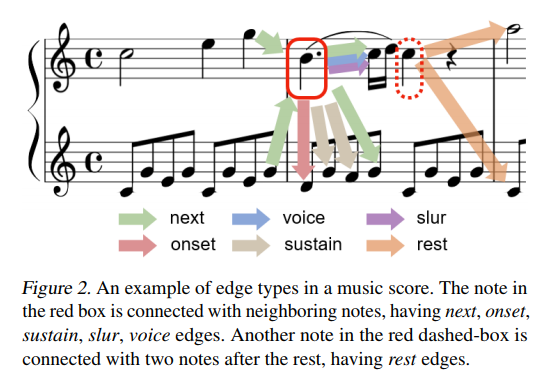 next voice slur
onset sustain rest
Figure 2. An example of edge types in a music score. The note in
the red box is connected with neighboring notes, having next, onset,
sustain, slur, voice edges. Another note in the red dashed-box is
connected with two notes after the rest, having rest edges.